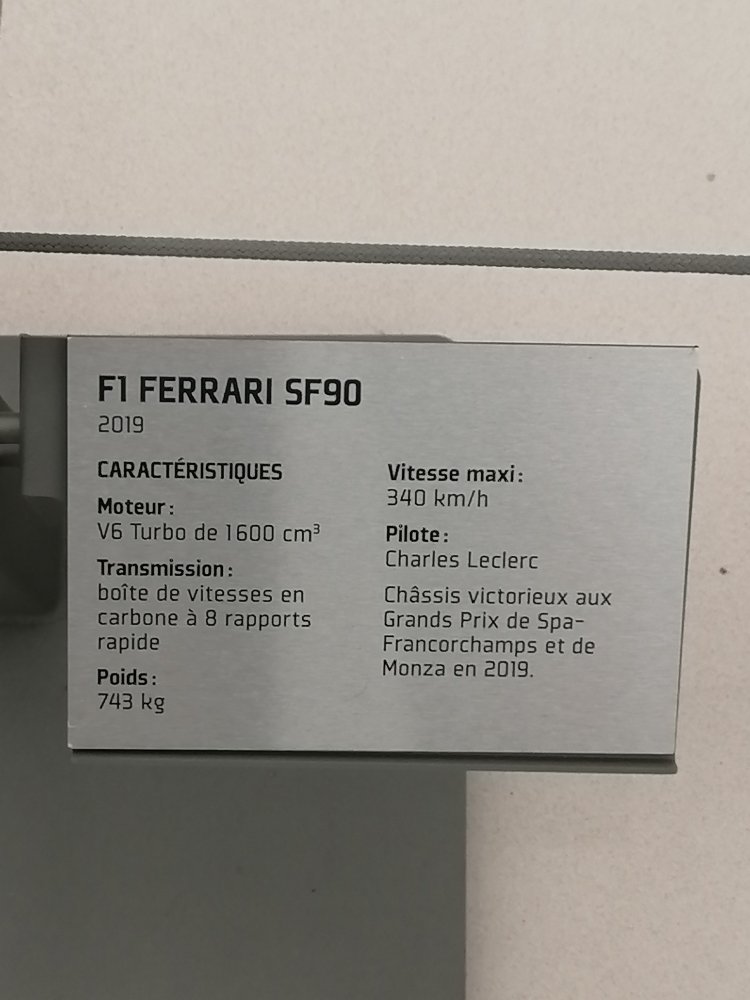 F1 FERRARI SF90
2019
CARACTÉRISTIQUES
Moteur :
V6 Turbo de 1600 cm³
Transmission :
boîte de vitesses en
carbone à 8 rapports
rapide
Poids :
743 kg
Vitesse maxi :
340 km/h
Pilote :
Charles Leclerc
Châssis victorieux aux
Grands Prix de Spa-
Francorchamps et de
Monza en 2019.